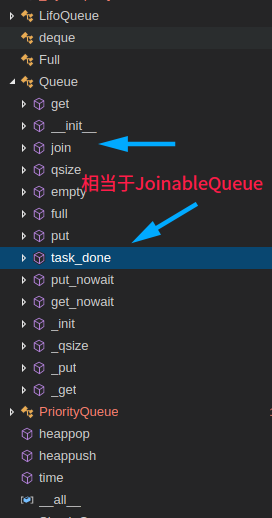 LifoQueue
deque
Full
Queue
get
__init__
join
qsize
empty
相当于JoinableQueue
full
put
task_done
put_nowait
get_nowait
_init
_qsize
_put
_get
PriorityQueue
heappop
heappush
time
__all__